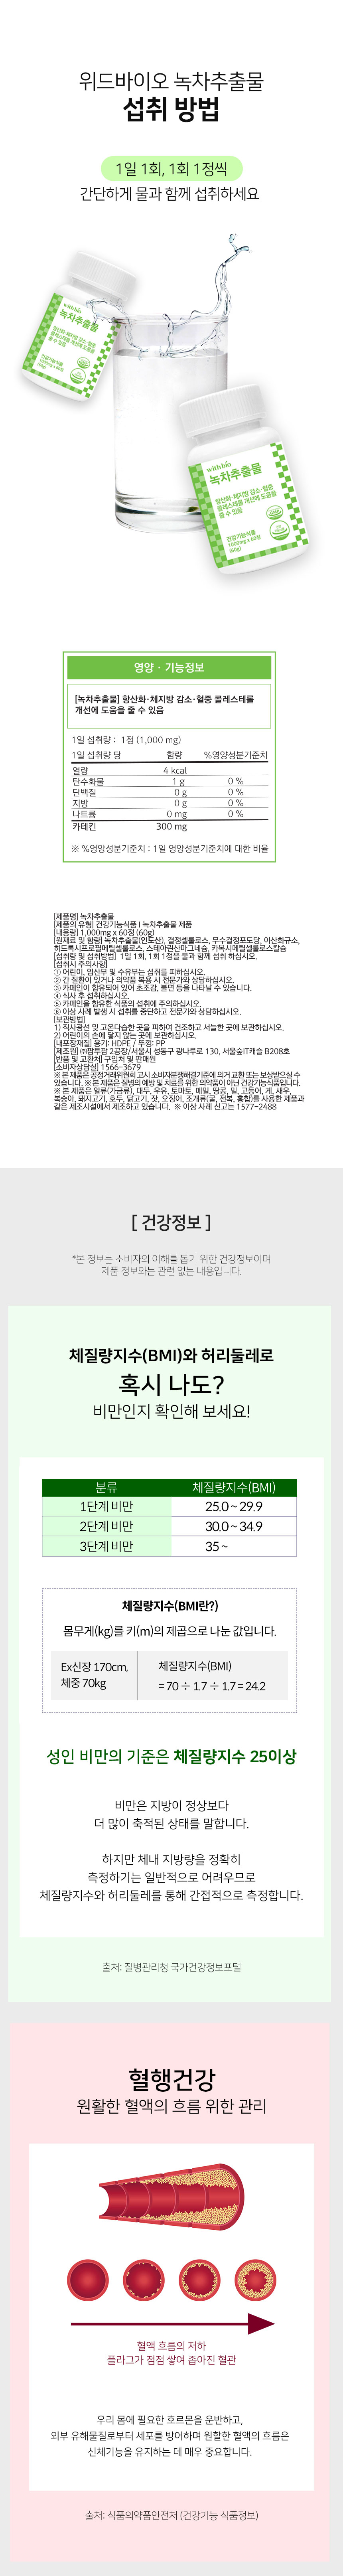 위드바이오 녹차추출물
섭취 방법
1일 1회, 1회 1정씩
간단하게 물과 함께 섭취하세요
withbio
녹차추출물
항산화·체지방 감소·혈중
콜레스테롤 개선에 도움을
줄 수 있음
건강기능식품
1000mg x 60정
(60g)
withbio
녹차추출물
항산화·체지방 감소·혈중
콜레스테롤 개선에 도움을
줄 수 있음
건강기능식품
1000mg x 60정
(60g)
영양 · 기능정보
[녹차추출물] 항산화·체지방 감소·혈중 콜레스테롤
개선에 도움을 줄 수 있음
1일 섭취량 : 1정 (1,000 mg)
1일 섭취량 당 함량 %영양성분기준치
열량 4 kcal
탄수화물 1 g 0 %
단백질 0 g 0 %
지방 0 g 0 %
나트륨 0 mg 0 %
카테킨 300 mg
※ %영양성분기준치 : 1일 영양성분기준치에 대한 비율
[제품명] 녹차추출물
[제품의 유형] 건강기능식품 I 녹차추출물 제품
[내용량] 1,000mg x 60정 (60g)
[원재료 및 함량] 녹차추출물(인도산), 결정셀룰로스, 무수결정포도당, 이산화규소,
히드록시프로필메틸셀룰로스, 스테아린산마그네슘, 카복시메틸셀룰로스칼슘
[섭취량 및 섭취방법] 1일 1회, 1회 1정을 물과 함께 섭취 하십시오.
[섭취시 주의사항]
① 어린이, 임산부 및 수유부는 섭취를 피하십시오.
② 간 질환이 있거나 의약품 복용 시 전문가와 상담하십시오.
③ 카페인이 함유되어 있어 초조감, 불면 등을 나타날 수 있습니다.
④ 식사 후 섭취하십시오.
⑤ 카페인을 함유한 식품의 섭취에 주의하십시오.
⑥ 이상 사례 발생 시 섭취를 중단하고 전문가와 상담하십시오.
[보관방법]
1) 직사광선 및 고온다습한 곳을 피하여 건조하고 서늘한 곳에 보관하십시오.
2) 어린이의 손에 닿지 않는 곳에 보관하십시오.
[내포장재질] 용기: HDPE / 뚜껑: PP
[제조원] ㈜팜투팜 2공장/서울시 성동구 광나루로 130, 서울숲IT캐슬 B208호
[반품 및 교환처] 구입처 및 판매원
[소비자상담실] 1566-3679
※ 본 제품은 공정거래위원회 고시 소비자분쟁해결기준에 의거 교환 또는 보상받으실 수
있습니다. ※ 본 제품은 질병의 예방 및 치료를 위한 의약품이 아닌 건강기능식품입니다.
※ 본 제품은 알류(가금류), 대두, 우유, 토마토, 메밀, 땅콩, 밀, 고등어, 게, 새우,
복숭아, 돼지고기, 호두, 닭고기, 잣, 오징어, 조개류(굴, 전복, 홍합)를 사용한 제품과
같은 제조시설에서 제조하고 있습니다. ※ 이상 사례 신고는 1577-2488
[ 건강정보 ]
*본 정보는 소비자의 이해를 돕기 위한 건강정보이며
제품 정보와는 관련 없는 내용입니다.
체질량지수(BMI)와 허리둘레로
혹시 나도?
비만인지 확인해 보세요!
분류 체질량지수(BMI)
1단계 비만 25.0 ~ 29.9
2단계 비만 30.0 ~ 34.9
3단계 비만 35 ~
체질량지수(BMI란?)
몸무게(kg)를 키(m)의 제곱으로 나눈 값입니다.
Ex신장 170cm, 체질량지수(BMI)
체중 70kg = 70 ÷ 1.7 ÷ 1.7 = 24.2
성인 비만의 기준은 체질량지수 25이상
비만은 지방이 정상보다
더 많이 축적된 상태를 말합니다.
하지만 체내 지방량을 정확히
측정하기는 일반적으로 어려우므로
체질량지수와 허리둘레를 통해 간접적으로 측정합니다.
출처: 질병관리청 국가건강정보포털
혈행건강
원활한 혈액의 흐름 위한 관리
혈액 흐름의 저하
플라그가 점점 쌓여 좁아진 혈관
우리 몸에 필요한 호르몬을 운반하고,
외부 유해물질로부터 세포를 방어하며 원할한 혈액의 흐름은
신체기능을 유지하는 데 매우 중요합니다.
출처: 식품의약품안전처 (건강기능 식품정보)